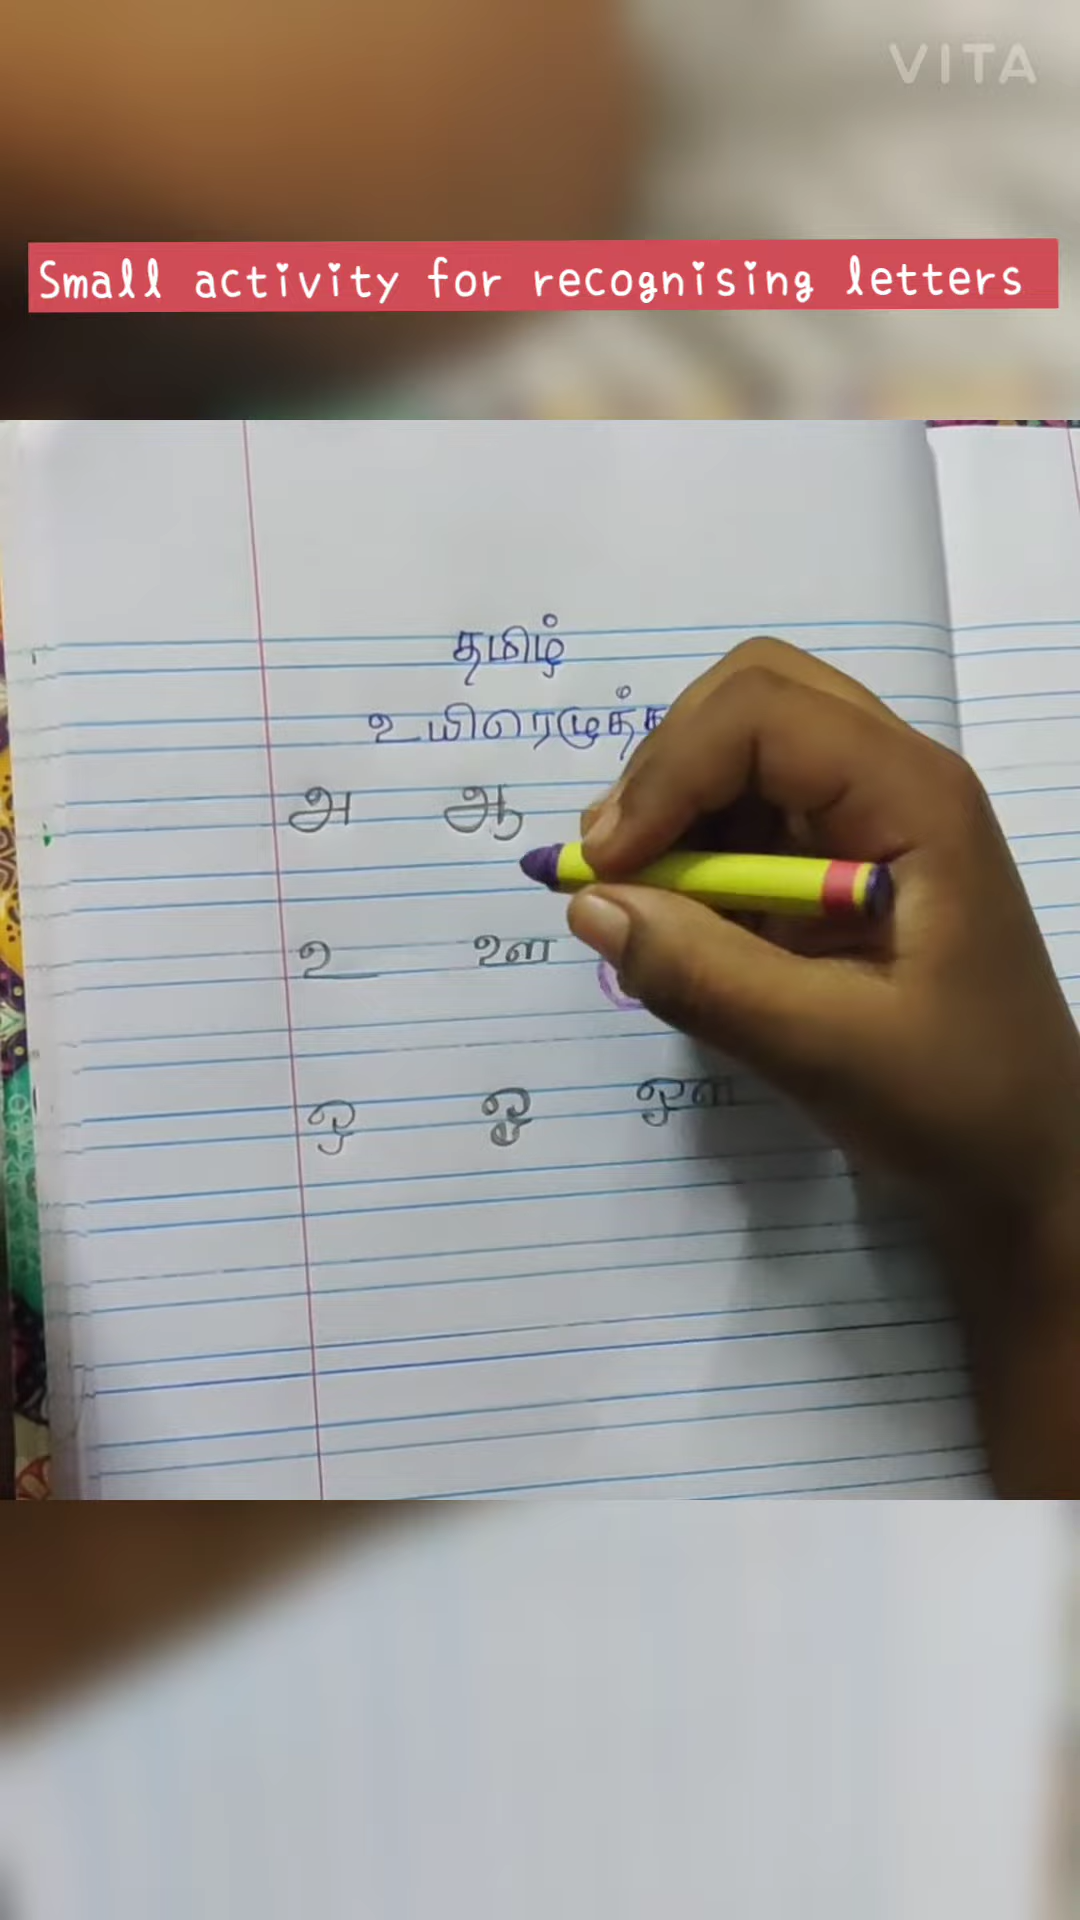 VITA
Small activity for recognising letters
தமிழ்
அ ஆ
உ ஊ
ஒ ஓ ஔ